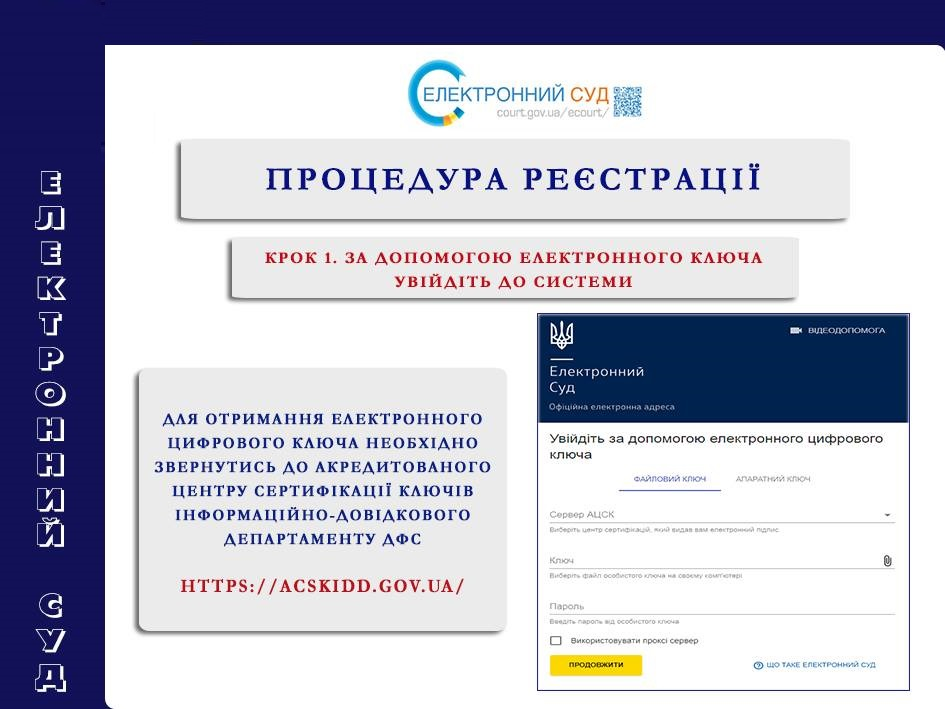 ЕЛЕКТРОННИЙ СУД
court.gov.ua/ecourt/
ПРОЦЕДУРА РЕЄСТРАЦІЇ
КРОК 1. ЗА ДОПОМОГОЮ ЕЛЕКТРОННОГО КЛЮЧА
УВІЙДІТЬ ДО СИСТЕМИ
ЕЛЕКТРОННИЙ СУД
ДЛЯ ОТРИМАННЯ ЕЛЕКТРОННОГО
ЦИФРОВОГО КЛЮЧА НЕОБХІДНО
ЗВЕРНУТИСЬ ДО АКРЕДИТОВАНОГО
ЦЕНТРУ СЕРТИФІКАЦІЇ КЛЮЧІВ
ІНФОРМАЦІЙНО-ДОВІДКОВОГО
ДЕПАРТАМЕНТУ ДФС
HTTPS://ACSKIDD.GOV.UA/
ВІДЕОДОПОМОГА
Електронний
Суд
Офіційна електронна адреса
Увійдіть за допомогою електронного цифрового
ключа
ФАЙЛОВИЙ КЛЮЧ АПАРАТНИЙ КЛЮЧ
Сервер АЦСК
Виберіть центр сертифікацій, який видав вам електронний підпис
Ключ
Виберіть файл особистого ключа на своєму комп'ютері
Пароль
Введіть пароль від особистого ключа
Використовувати проксі сервер
ПРОДОВЖИТИ
ЩО ТАКЕ ЕЛЕКТРОННИЙ СУД